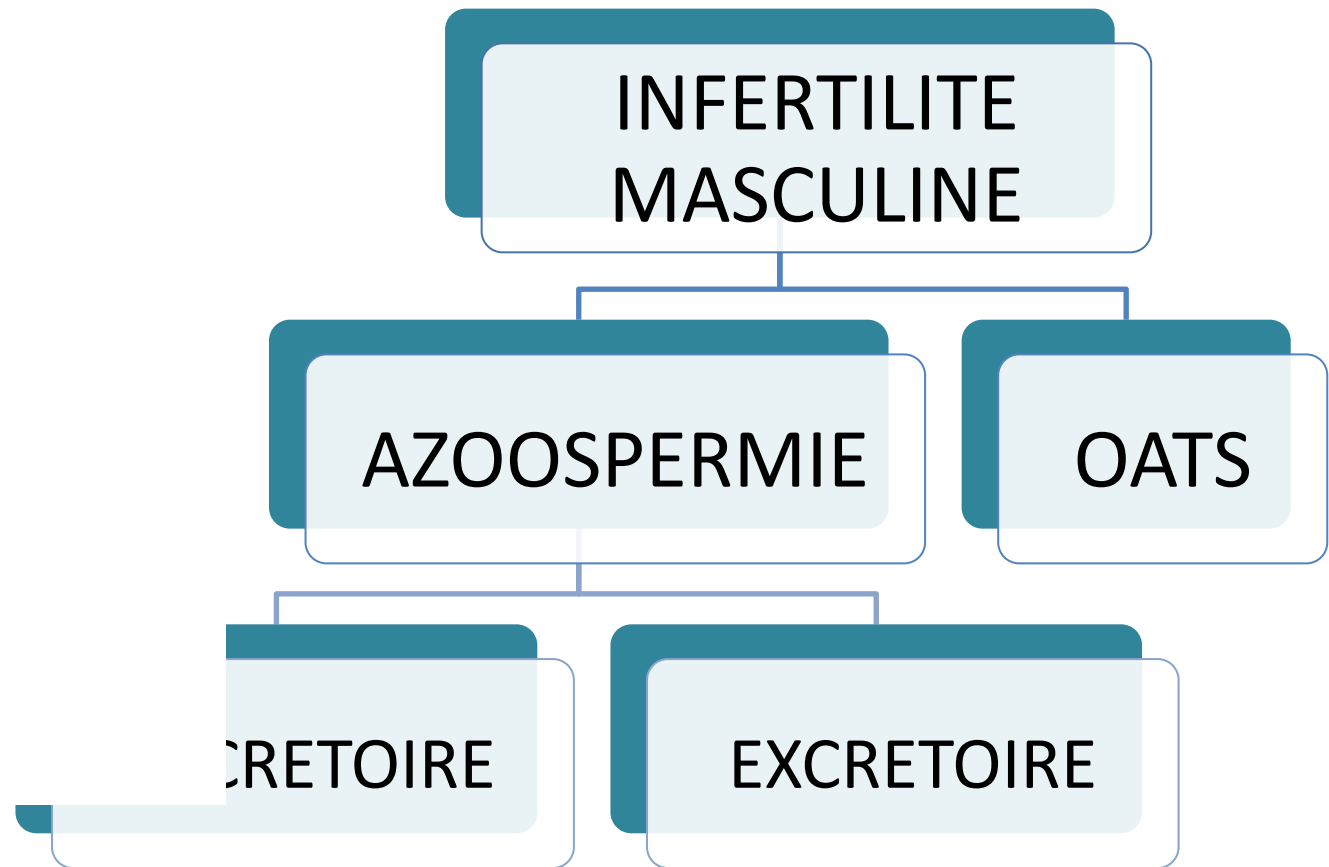 INFERTILITE
MASCULINE
AZOOSPERMIE
OATS
CRETOIRE
EXCRETOIRE